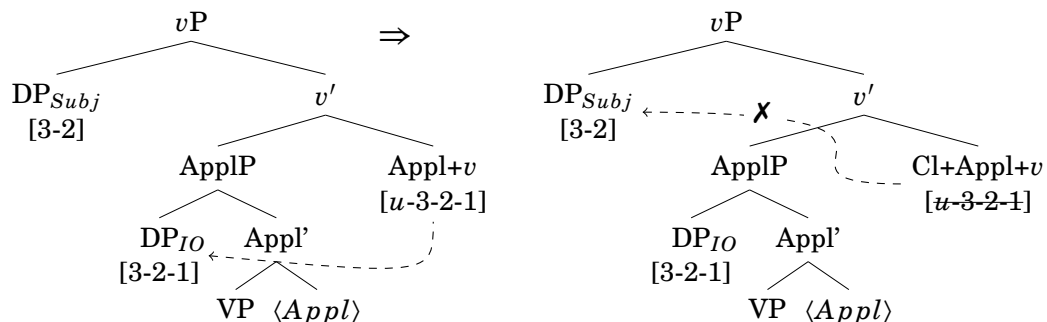 vP ⇒ vP
DP_Subj v′ DP_Subj v′
[3-2] [3-2] ✗
ApplP Appl+v ApplP Cl+Appl+v
[u-3-2-1] [u-3-2-1]
DP_IO Appl’ DP_IO Appl’
[3-2-1] [3-2-1]
VP ⟨Appl⟩ VP ⟨Appl⟩